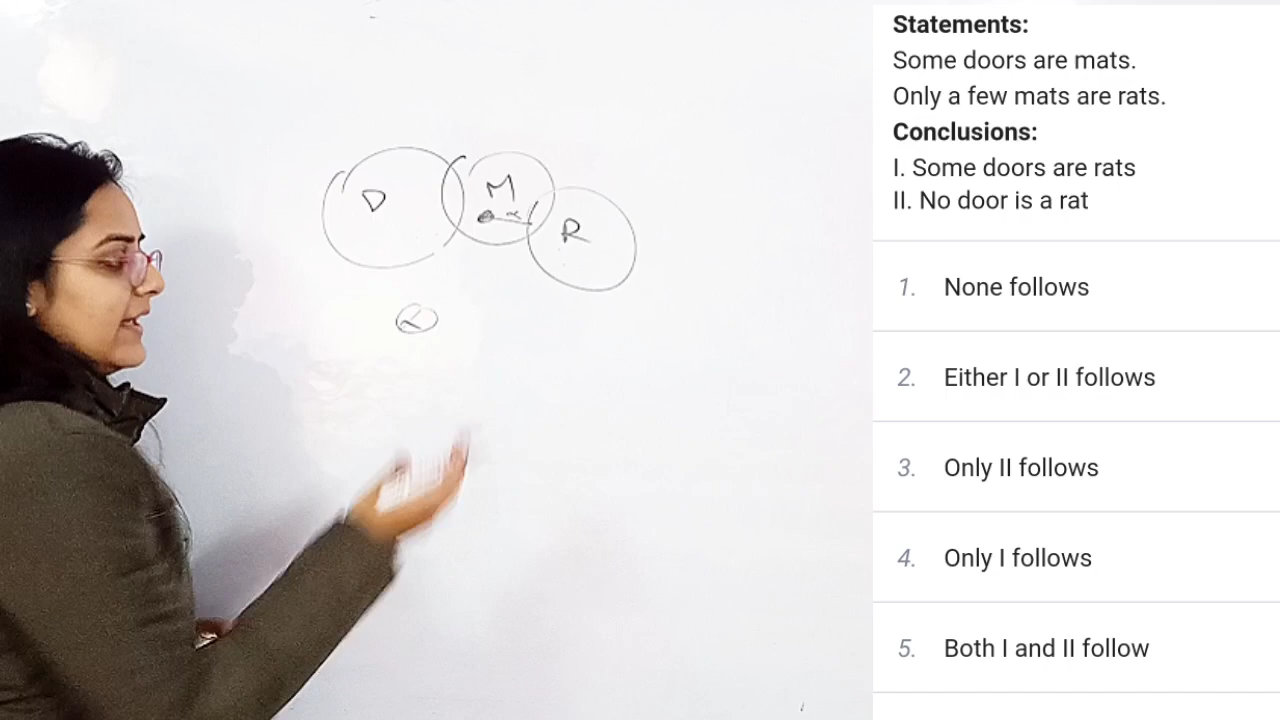 D
M
R
Statements:
Some doors are mats.
Only a few mats are rats.
Conclusions:
I. Some doors are rats
II. No door is a rat
1. None follows
2. Either I or II follows
3. Only II follows
4. Only I follows
5. Both I and II follow